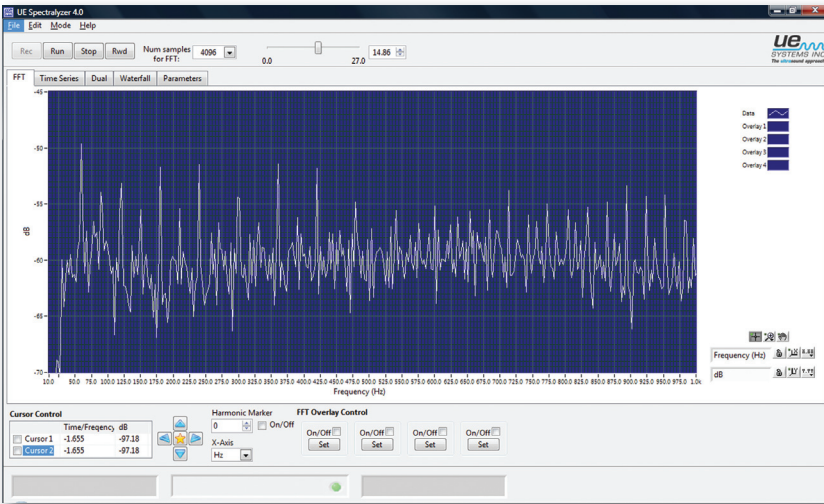 UE Spectralyzer 4.0
File Edit Mode Help
Rec Run Stop Rwd Num samples for FFT: 4096 0.0 27.0 14.86
ue
SYSTEMS INC
The ultrasound approach
FFT Time Series Dual Waterfall Parameters
-45
-50
-55
-60
-65
-70
dB
10.0 50.0 75.0 100.0 125.0 150.0 175.0 200.0 225.0 250.0 275.0 300.0 325.0 350.0 375.0 400.0 425.0 450.0 475.0 500.0 525.0 550.0 575.0 600.0 625.0 650.0 675.0 700.0 725.0 750.0 775.0 800.0 825.0 850.0 875.0 900.0 925.0 950.0 975.0 1.0k
Frequency (Hz)
Data
Overlay 1
Overlay 2
Overlay 3
Overlay 4
Frequency (Hz)
dB
Cursor Control
Time/Frequency dB
Cursor 1 -1.655 -97.18
Cursor 2 -1.655 -97.18
Harmonic Marker
0 On/Off
X-Axis
Hz
FFT Overlay Control
On/Off On/Off On/Off On/Off
Set Set Set Set